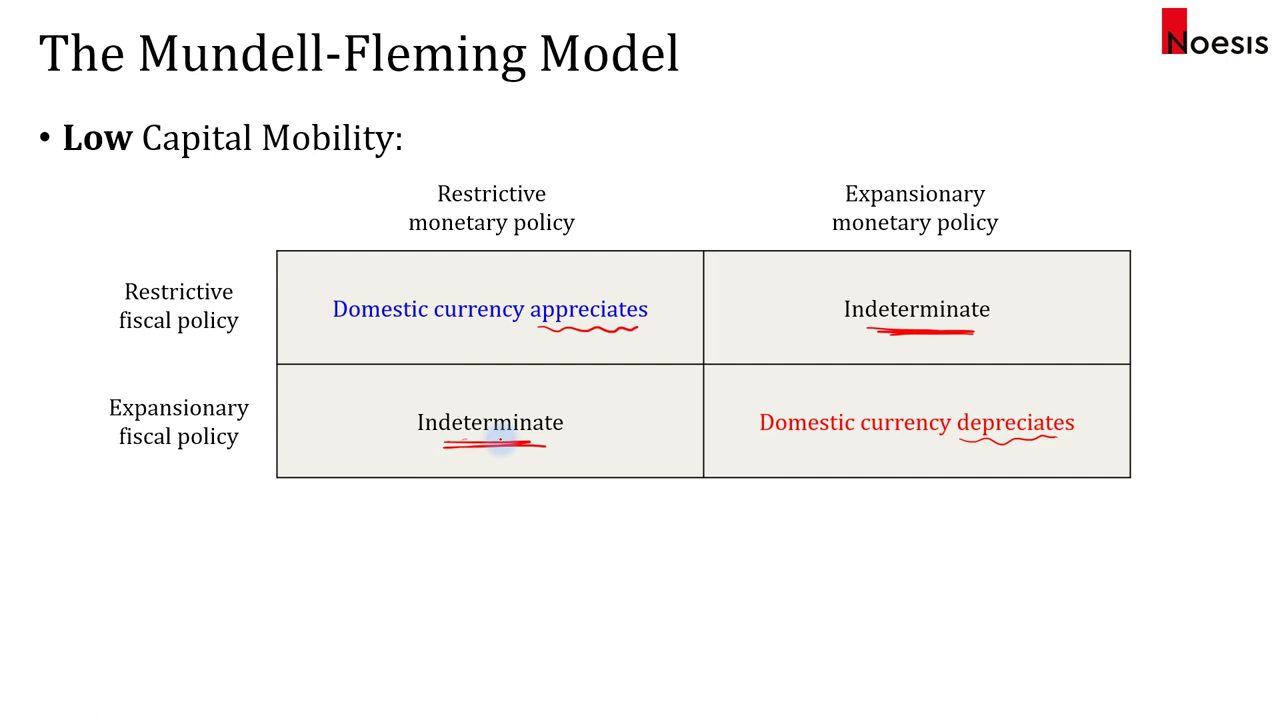 The Mundell-Fleming Model
Noesis
• Low Capital Mobility:
Restrictive
monetary policy
Expansionary
monetary policy
Restrictive
fiscal policy
Domestic currency appreciates
Indeterminate
Expansionary
fiscal policy
Indeterminate
Domestic currency depreciates